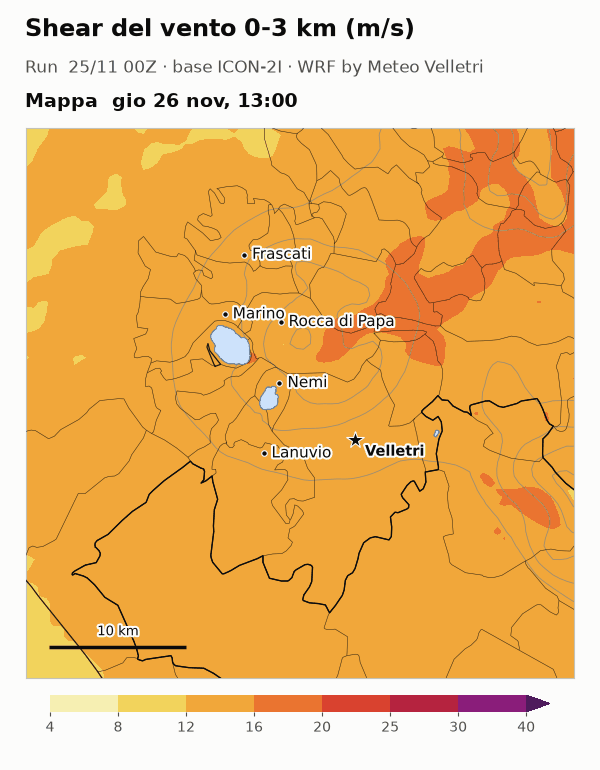 Shear del vento 0-3 km (m/s)
Run  25/11 00Z · base ICON-2I · WRF by Meteo Velletri
Mappa  gio 26 nov, 13:00
Frascati
Marino
Rocca di Papa
Nemi
Velletri
Lanuvio
10 km
4 8 12 16 20 25 30 40